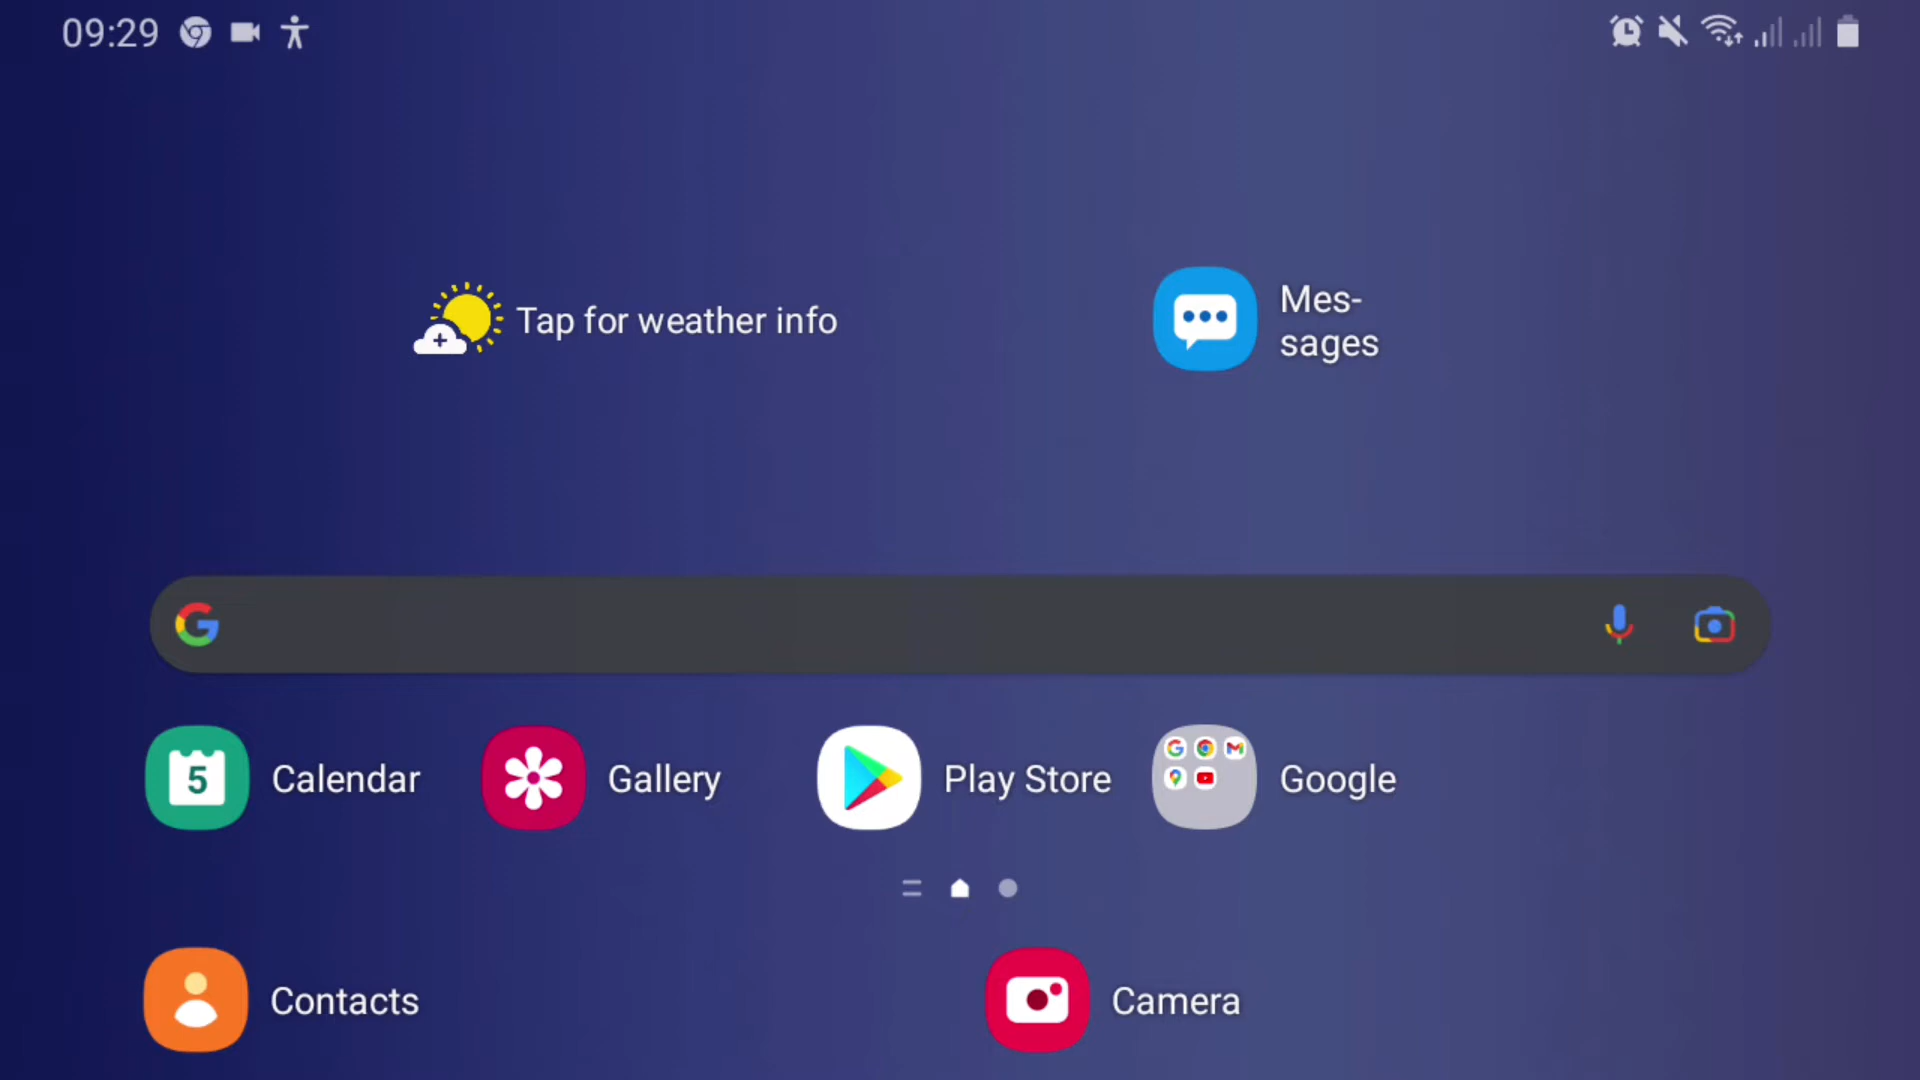 09:29
Tap for weather info
Mes-
sages
5
Calendar
Gallery
Play Store
Google
Contacts
Camera